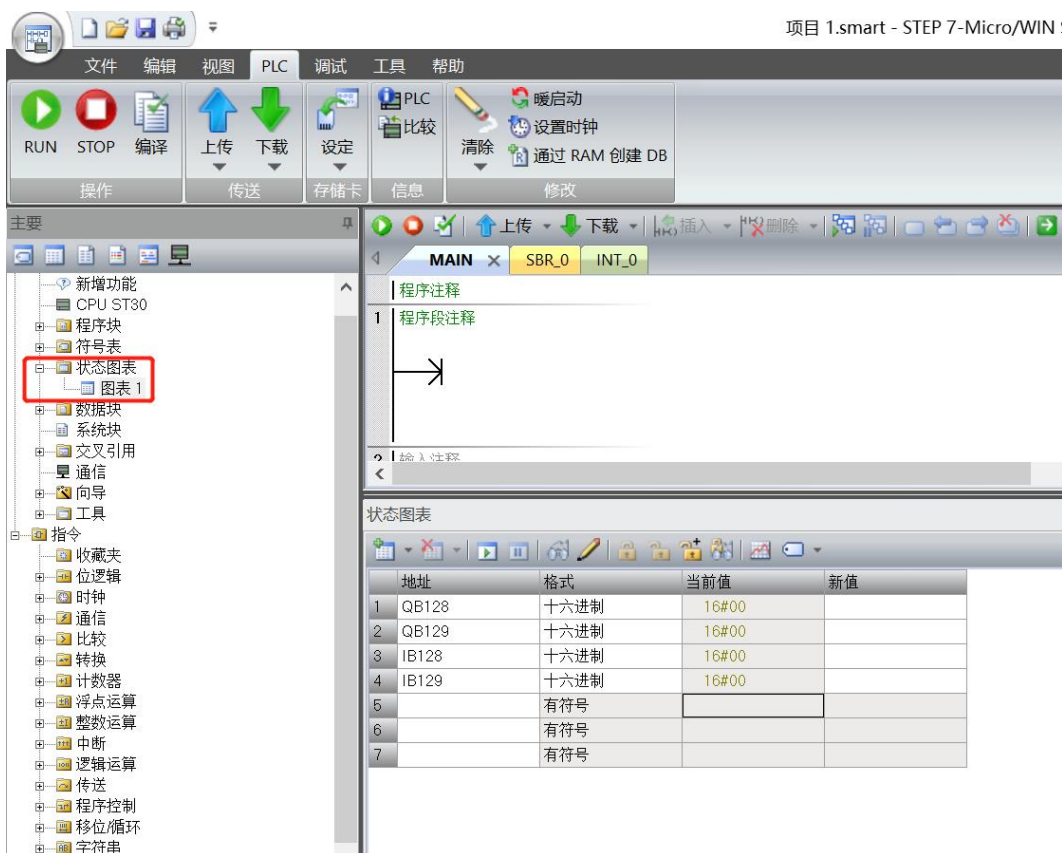 项目 1.smart - STEP 7-Micro/WIN
文件 编辑 视图 PLC 调试 工具 帮助
RUN STOP 编译 上传 下载 设定 PLC 比较 清除 暖启动 设置时钟 通过 RAM 创建 DB
操作 传送 存储卡 信息 修改
主要
上传 下载 插入 删除
MAIN SBR_0 INT_0
新增功能
CPU ST30
程序块
符号表
状态图表
图表 1
数据块
系统块
交叉引用
通信
向导
工具
指令
收藏夹
位逻辑
时钟
通信
比较
转换
计数器
浮点运算
整数运算
中断
逻辑运算
传送
程序控制
移位/循环
字符串
程序注释
1 程序段注释
2 输入注释
状态图表
地址 格式 当前值 新值
1 QB128 十六进制 16#00
2 QB129 十六进制 16#00
3 IB128 十六进制 16#00
4 IB129 十六进制 16#00
5 有符号
6 有符号
7 有符号